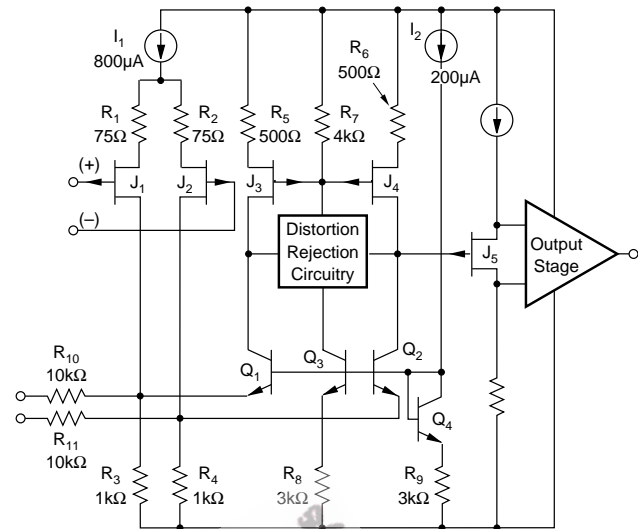 I1
800µA
I2
200µA
R6
500Ω
R1
75Ω
R2
75Ω
R5
500Ω
R7
4kΩ
(+)
J1
J2
J3
J4
(–)
Distortion
Rejection
Circuitry
J5
Output
Stage
R10
10kΩ
Q1
Q3
Q2
Q4
R11
10kΩ
R3
1kΩ
R4
1kΩ
R8
3kΩ
R9
3kΩ